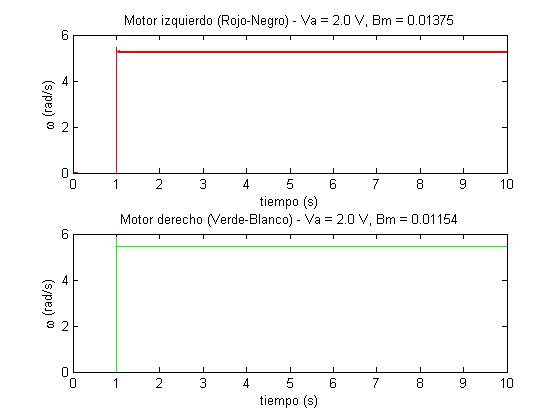 Motor izquierdo (Rojo-Negro) - Va = 2.0 V, Bm = 0.01375
6
4
2
0
ω (rad/s)
0 1 2 3 4 5 6 7 8 9 10
tiempo (s)
Motor derecho (Verde-Blanco) - Va = 2.0 V, Bm = 0.01154
6
4
2
0
ω (rad/s)
0 1 2 3 4 5 6 7 8 9 10
tiempo (s)